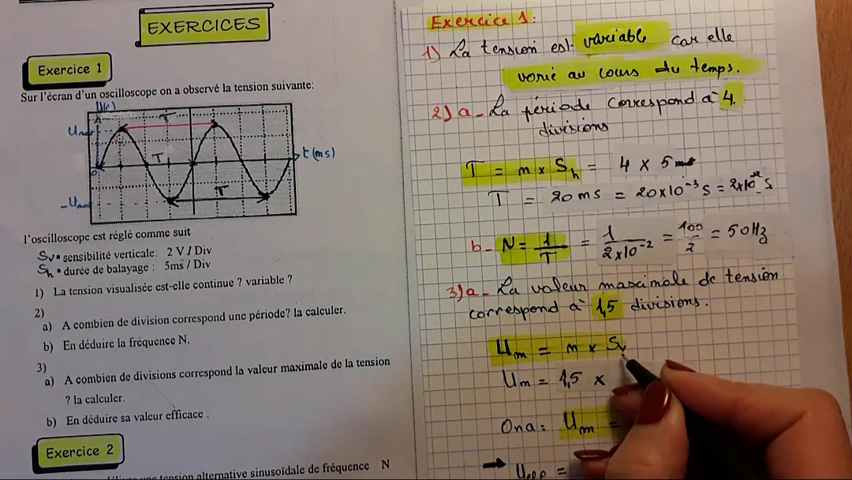 EXERCICES
Exercice 1
Sur l'écran d'un oscilloscope on a observé la tension suivante:
T
T
t(ms)
T
l'oscilloscope est réglé comme suit
Sv = sensibilité verticale: 2 V / Div
Sh = durée de balayage : 5ms / Div
1) La tension visualisée est-elle continue ? variable ?
2)
a) A combien de division correspond une période? la calculer.
b) En déduire la fréquence N.
3)
a) A combien de divisions correspond la valeur maximale de la tension
? la calculer.
b) En déduire sa valeur efficace .
Exercice 2
une tension alternative sinusoïdale de fréquence N
Exercice 1:
1) La tension est variable car elle
varie au cours du temps.
2) a - La période correspond à 4
divisions
T = n x Sh = 4 x 5
T = 20 ms = 20x10⁻³ s = 2x10⁻² s
b - N = 1/T = 1/2x10⁻² = 100/2 = 50Hz
3) a - La valeur maximale de tension
correspond à 1,5 divisions.
Um = n x Sv
Um = 1,5 x
On a: Um =